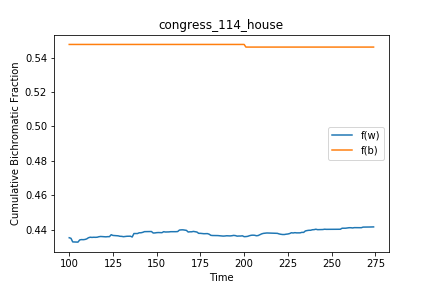 congress_114_house
Cumulative Bichromatic Fraction
0.54
0.52
0.50
0.48
0.46
0.44
f(w)
f(b)
100 125 150 175 200 225 250 275
Time